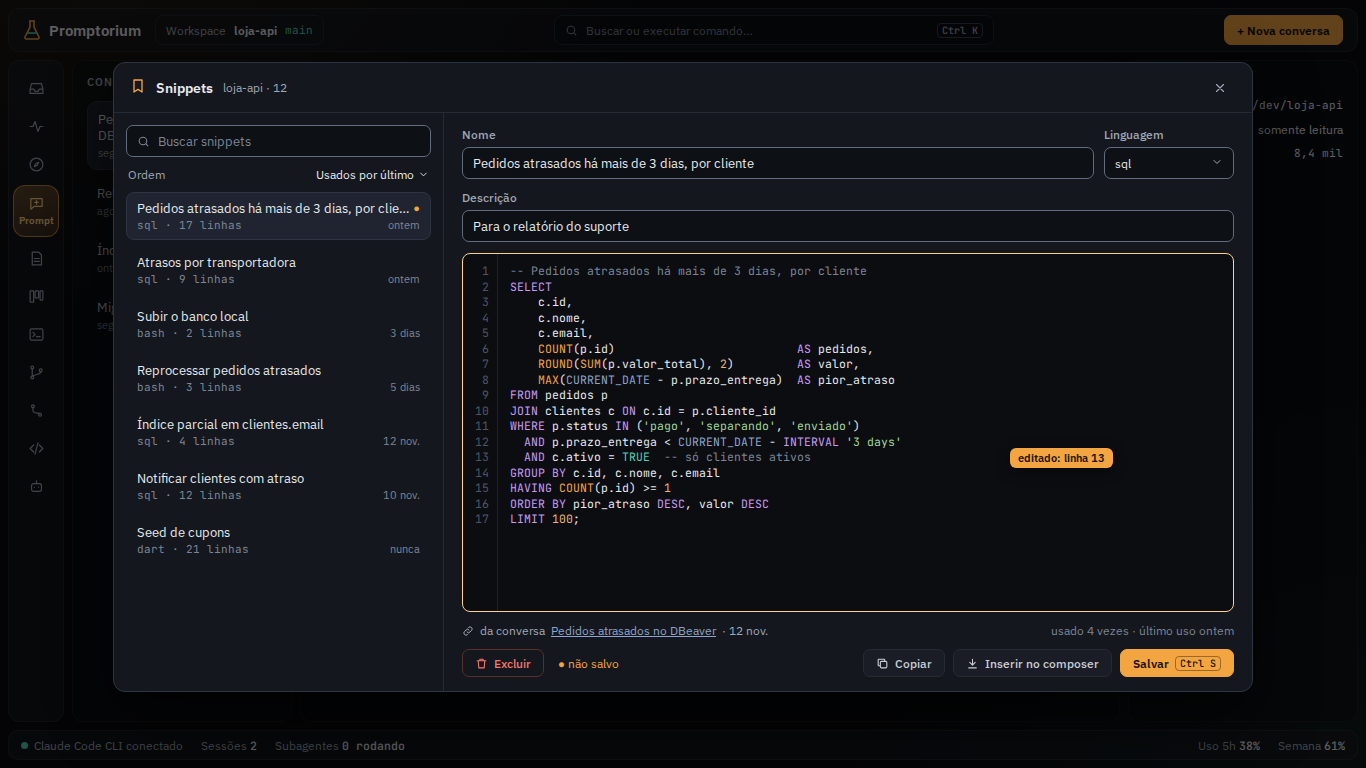 Promptorium
Workspace loja-api main
Buscar ou executar comando...
Ctrl K
+ Nova conversa
Prompt
/dev/loja-api
somente leitura
8,4 mil
Snippets
loja-api · 12
Buscar snippets
Ordem
Usados por último
Pedidos atrasados há mais de 3 dias, por clie...
sql · 17 linhas
ontem
Atrasos por transportadora
sql · 9 linhas
ontem
Subir o banco local
bash · 2 linhas
3 dias
Reprocessar pedidos atrasados
bash · 3 linhas
5 dias
Índice parcial em clientes.email
sql · 4 linhas
12 nov.
Notificar clientes com atraso
sql · 12 linhas
10 nov.
Seed de cupons
dart · 21 linhas
nunca
Nome
Pedidos atrasados há mais de 3 dias, por cliente
Linguagem
sql
Descrição
Para o relatório do suporte
1 -- Pedidos atrasados há mais de 3 dias, por cliente
2 SELECT
3 c.id,
4 c.nome,
5 c.email,
6 COUNT(p.id) AS pedidos,
7 ROUND(SUM(p.valor_total), 2) AS valor,
8 MAX(CURRENT_DATE - p.prazo_entrega) AS pior_atraso
9 FROM pedidos p
10 JOIN clientes c ON c.id = p.cliente_id
11 WHERE p.status IN ('pago', 'separando', 'enviado')
12 AND p.prazo_entrega < CURRENT_DATE - INTERVAL '3 days'
13 AND c.ativo = TRUE -- só clientes ativos
14 GROUP BY c.id, c.nome, c.email
15 HAVING COUNT(p.id) >= 1
16 ORDER BY pior_atraso DESC, valor DESC
17 LIMIT 100;
editado: linha 13
da conversa Pedidos atrasados no DBeaver · 12 nov.
usado 4 vezes · último uso ontem
Excluir
● não salvo
Copiar
Inserir no composer
Salvar Ctrl S
Claude Code CLI conectado
Sessões 2
Subagentes 0 rodando
Uso 5h 38%
Semana 61%